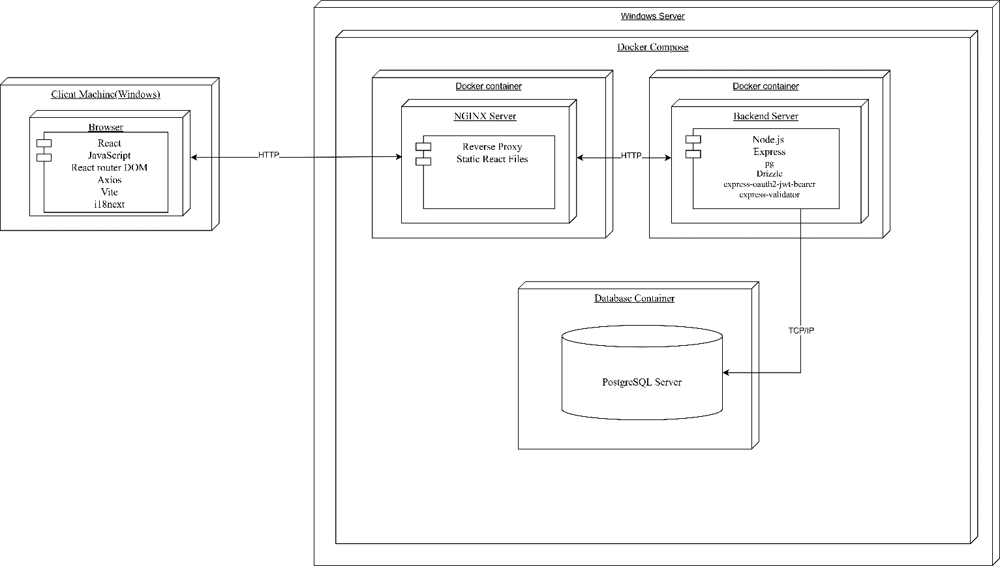 Windows Server
Docker Compose
Client Machine(Windows)
Browser
React
JavaScript
React router DOM
Axios
Vite
i18next
HTTP
Docker container
NGINX Server
Reverse Proxy
Static React Files
HTTP
Docker container
Backend Server
Node.js
Express
pg
Drizzle
express-oauth2-jwt-bearer
express-validator
TCP/IP
Database Container
PostgreSQL Server